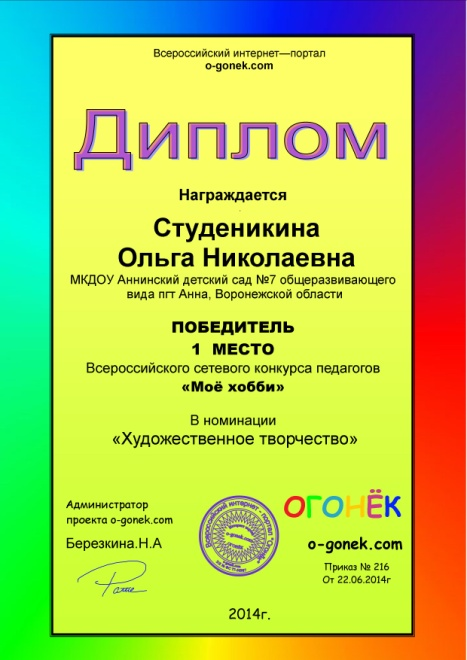 Всероссийский интернет—портал
o-gonek.com
Диплом
Награждается
Студеникина
Ольга Николаевна
МКДОУ Аннинский детский сад №7 общеразвивающего
вида пгт Анна, Воронежской области
ПОБЕДИТЕЛЬ
1 МЕСТО
Всероссийского сетевого конкурса педагогов
«Моё хобби»
В номинации
«Художественное творчество»
Администратор
проекта o-gonek.com
Березкина.Н.А
ОГОНЁК
o-gonek.com
Приказ № 216
От 22.06.2014г
2014г.